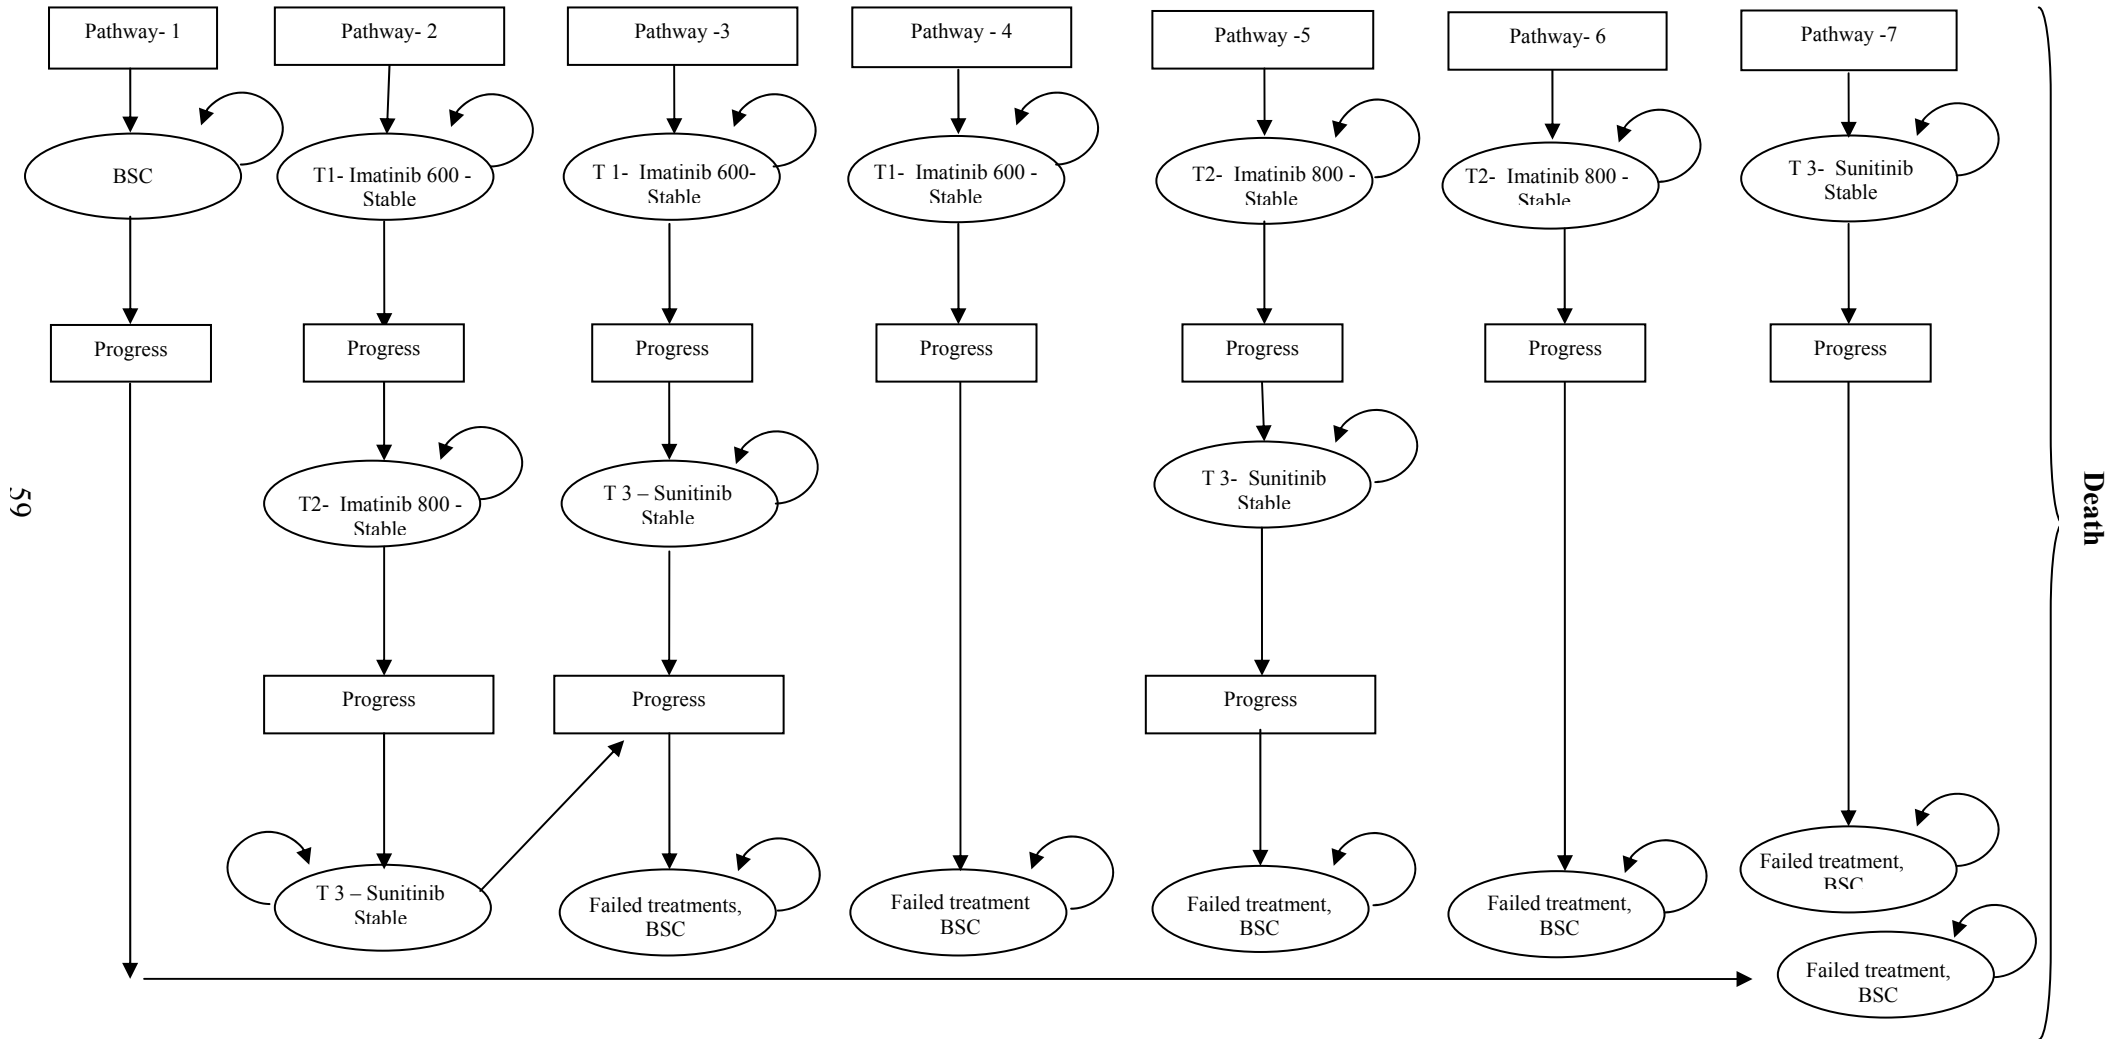 Pathway- 1
Pathway- 2
Pathway -3
Pathway - 4
Pathway -5
Pathway- 6
Pathway -7
BSC
T1- Imatinib 600 -
Stable
T 1- Imatinib 600-
Stable
T1- Imatinib 600 -
Stable
T2- Imatinib 800 -
Stable
T2- Imatinib 800 -
Stable
T 3- Sunitinib
Stable
Progress
Progress
Progress
Progress
Progress
Progress
Progress
T2- Imatinib 800 -
Stable
T 3 – Sunitinib
Stable
T 3- Sunitinib
Stable
Progress
Progress
Progress
T 3 – Sunitinib
Stable
Failed treatments,
BSC
Failed treatment
BSC
Failed treatment,
BSC
Failed treatment,
BSC
Failed treatment,
BSC
Failed treatment,
BSC
Death
59